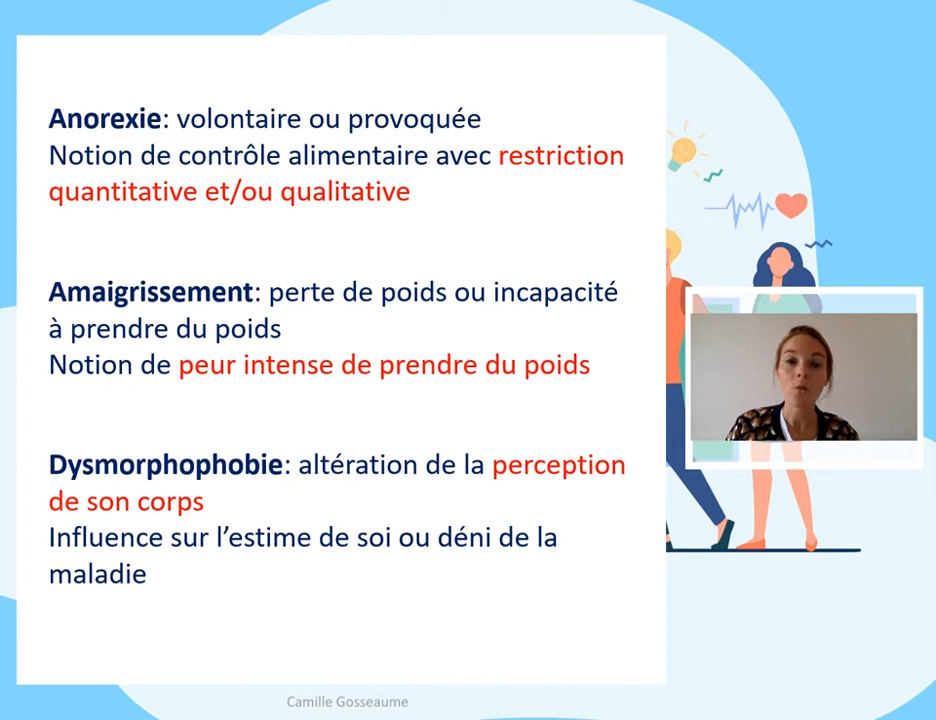 Anorexie: volontaire ou provoquée
Notion de contrôle alimentaire avec restriction
quantitative et/ou qualitative
Amaigrissement: perte de poids ou incapacité
à prendre du poids
Notion de peur intense de prendre du poids
Dysmorphophobie: altération de la perception
de son corps
Influence sur l’estime de soi ou déni de la
maladie
Camille Gosseaume